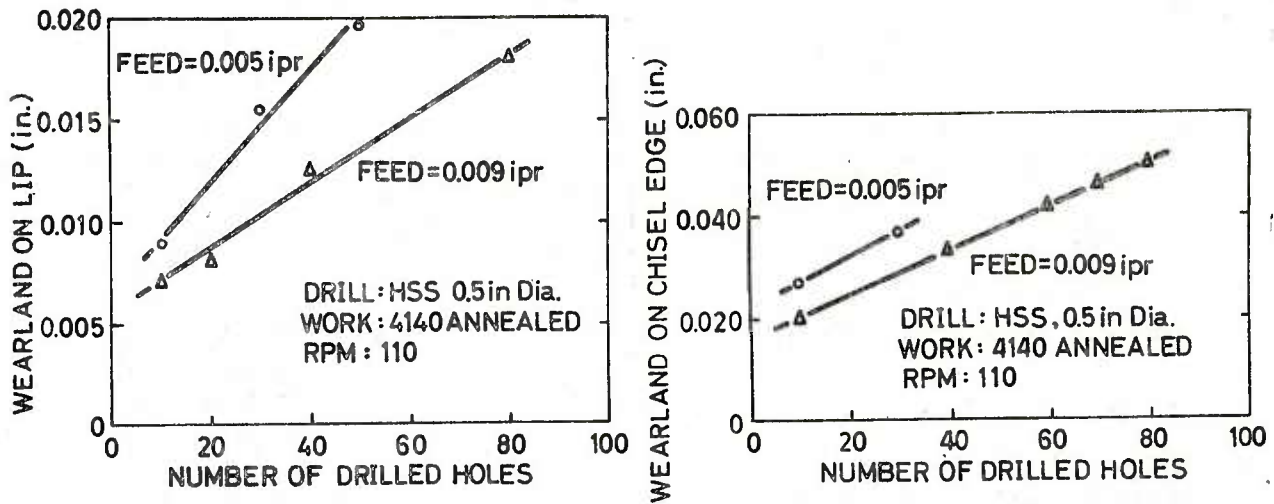 WEARLAND ON LIP (in.)
0.020
0.015
0.010
0.005
0
FEED=0.005 ipr
FEED=0.009 ipr
DRILL: HSS 0.5 in Dia.
WORK: 4140 ANNEALED
RPM: 110
0 20 40 60 80 100
NUMBER OF DRILLED HOLES
WEARLAND ON CHISEL EDGE (in.)
0.060
0.040
0.020
0
FEED=0.005 ipr
FEED=0.009 ipr
DRILL: HSS, 0.5 in Dia.
WORK: 4140 ANNEALED
RPM: 110
0 20 40 60 80 100
NUMBER OF DRILLED HOLES